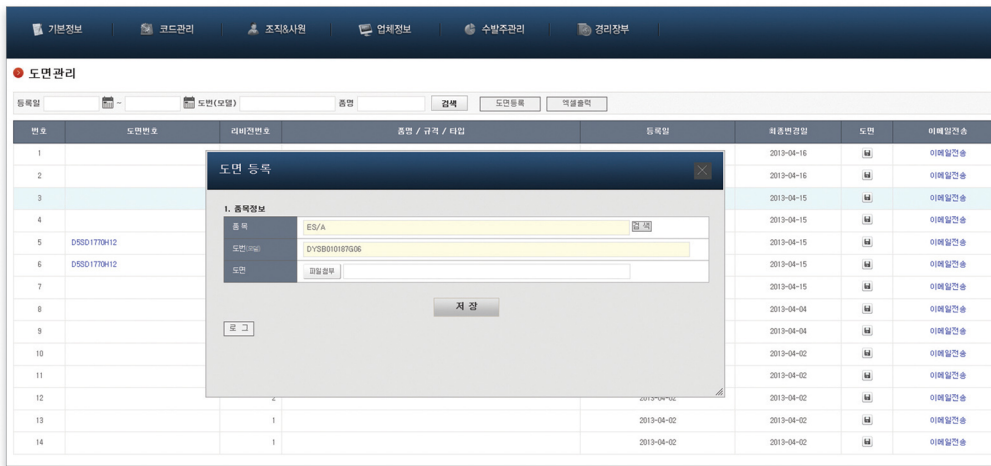 기본정보 코드관리 조직&사원 업체정보 수발주관리 경리장부
도면관리
등록일 ~ 도번(모델) 품명 검색 도면등록 엑셀출력
번호 도면번호 리비전번호 품명 / 규격 / 타입 등록일 최종변경일 도면 이메일전송
1 2013-04-16 이메일전송
2 2013-04-16 이메일전송
3 2013-04-15 이메일전송
4 2013-04-15 이메일전송
5 D5SD1770H12 2013-04-15 이메일전송
6 D5SD1770H12 2013-04-15 이메일전송
7 2013-04-15 이메일전송
8 2013-04-04 이메일전송
9 2013-04-04 이메일전송
10 2013-04-02 이메일전송
11 2013-04-02 이메일전송
12 2 2013-04-02 2013-04-02 이메일전송
13 1 2013-04-02 2013-04-02 이메일전송
14 1 2013-04-02 2013-04-02 이메일전송
도면 등록
1. 품목정보
품목 ES/A 검색
도번(모델) DYSB010187G06
도면 파일첨부
저장
로그